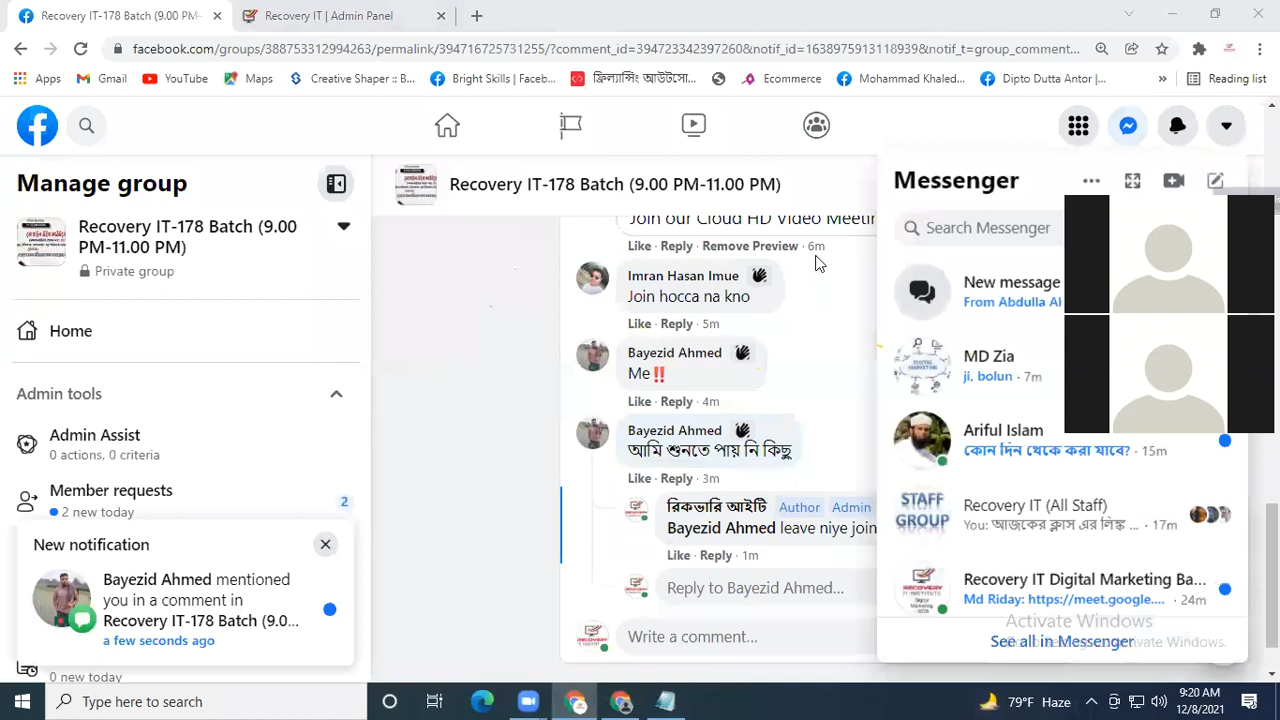 Recovery IT-178 Batch (9.00 PM-
Recovery IT | Admin Panel
facebook.com/groups/388753312994263/permalink/394716725731255/?comment_id=394723342397260&notif_id=1638975913118939&notif_t=group_comment...
Apps
Gmail
YouTube
Maps
Creative Shaper :: B...
Bright Skills | Faceb...
ফ্রিল্যান্সিং আউটসো...
Ecommerce
Mohammad Khaled...
Dipto Dutta Antor |...
»
Reading list
Manage group
Recovery IT-178 Batch (9.00
PM-11.00 PM)
Private group
Home
Admin tools
Admin Assist
0 actions, 0 criteria
Member requests
2 new today
2
New notification
Bayezid Ahmed mentioned
you in a comment in
Recovery IT-178 Batch (9.0...
a few seconds ago
0 new today
Recovery IT-178 Batch (9.00 PM-11.00 PM)
Join our Cloud HD Video Meetin
Like · Reply · Remove Preview · 6m
Imran Hasan Imue
Join hocca na kno
Like · Reply · 5m
Bayezid Ahmed
Me‼️
Like · Reply · 4m
Bayezid Ahmed
আমি শুনতে পায় নি কিছু
Like · Reply · 3m
রিকভারি আইটি Author Admin
Bayezid Ahmed leave niye join
Like · Reply · 1m
Reply to Bayezid Ahmed...
Write a comment...
Messenger
Search Messenger
New message
From Abdulla Al
MD Zia
ji, bolun · 7m
Ariful Islam
কোন দিন থেকে করা যাবে? · 15m
STAFF
GROUP
Recovery IT (All Staff)
You: আজকের ক্লাস এর লিঙ্ক ... · 17m
Recovery IT Digital Marketing Ba...
Md Riday: https://meet.google.... · 24m
Activate Windows
See all in Messenger
Activate Windows.
Type here to search
79°F Haze
9:20 AM
12/8/2021